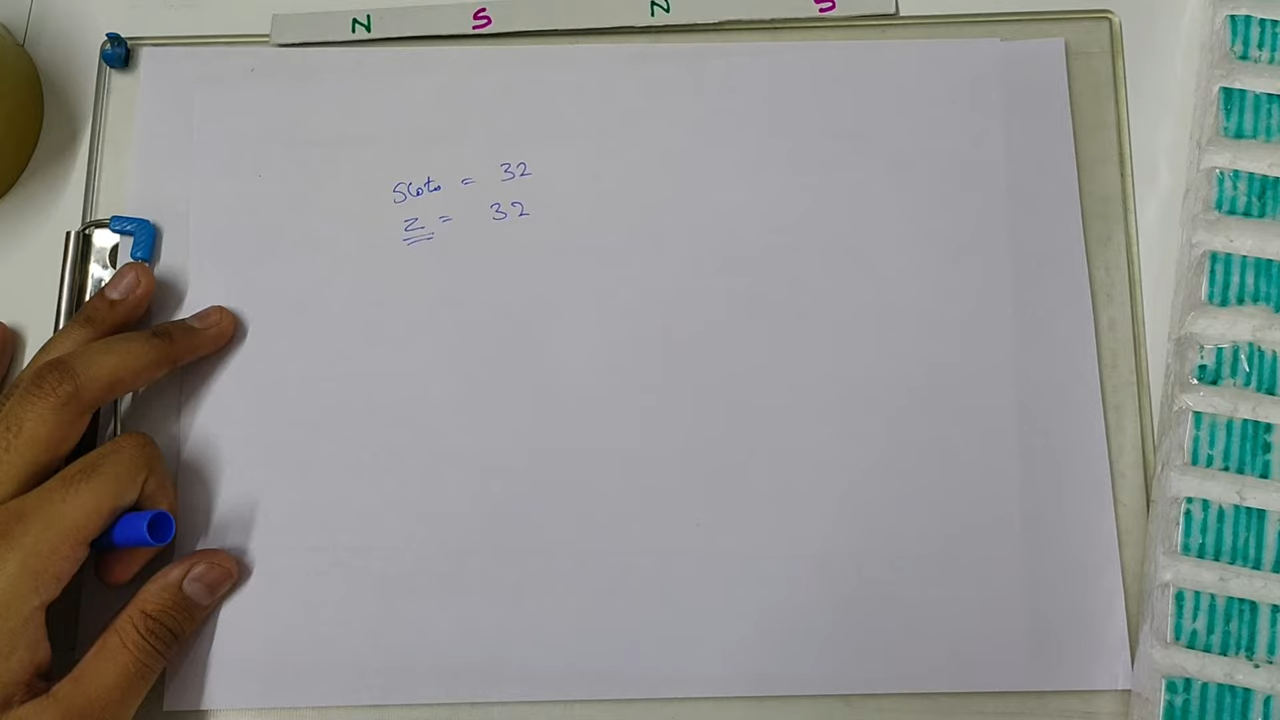 N S N S
Slots = 32
Z = 32